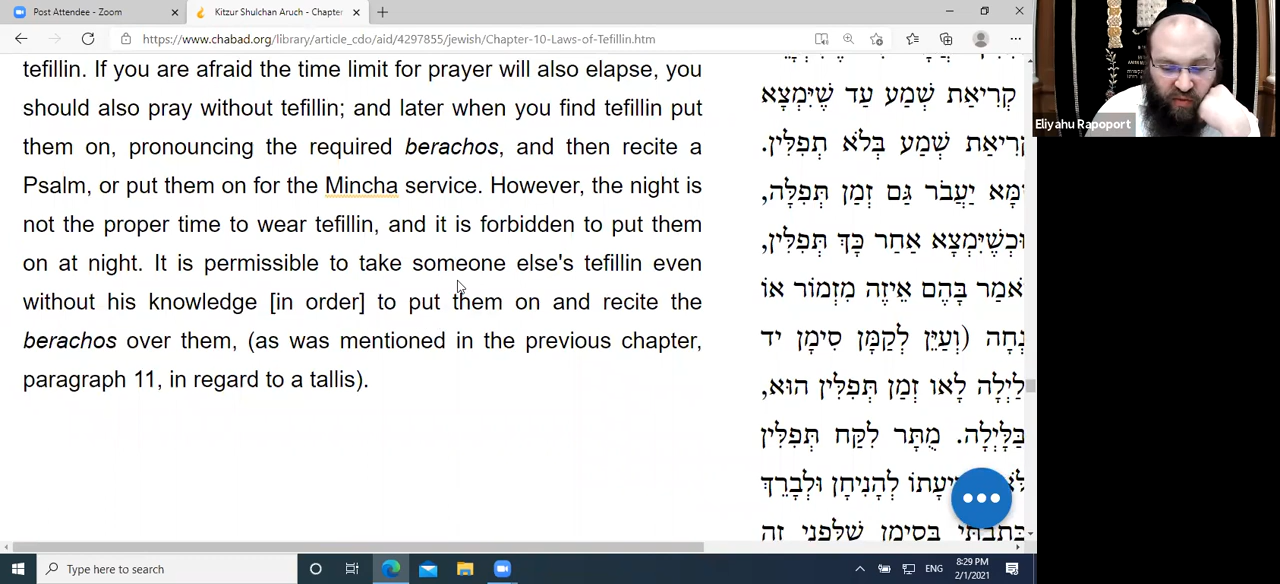 Post Attendee - Zoom
Kitzur Shulchan Aruch - Chapter
https://www.chabad.org/library/article_cdo/aid/4297855/jewish/Chapter-10-Laws-of-Tefillin.htm
tefillin. If you are afraid the time limit for prayer will also elapse, you
should also pray without tefillin; and later when you find tefillin put
them on, pronouncing the required berachos, and then recite a
Psalm, or put them on for the Mincha service. However, the night is
not the proper time to wear tefillin, and it is forbidden to put them
on at night. It is permissible to take someone else's tefillin even
without his knowledge [in order] to put them on and recite the
berachos over them, (as was mentioned in the previous chapter,
paragraph 11, in regard to a tallis).
קְרִיאַת שְׁמַע עַד שֶׁיִּמְצָא
קְרִיאַת שְׁמַע בְּלֹא תְפִלִּין.
יַעֲבֹר גַּם זְמַן תְּפִלָּה,
וּכְשֶׁיִּמְצָא אַחַר כָּךְ תְּפִלִּין,
בָּהֶם אֵיזֶה מִזְמוֹר אוֹ
(וְעַיֵּן לְקַמָּן סִימָן יד
לַיְלָה לָאו זְמַן תְּפִלִּין הוּא,
בַּלָּיְלָה. מֻתָּר לִקַּח תְּפִלִּין
לְהָנִיחָן וּלְבָרֵךְ
בְּסִימָן שֶׁלִּפְנֵי זֶה
Eliyahu Rapoport
Type here to search
ENG
8:29 PM
2/1/2021